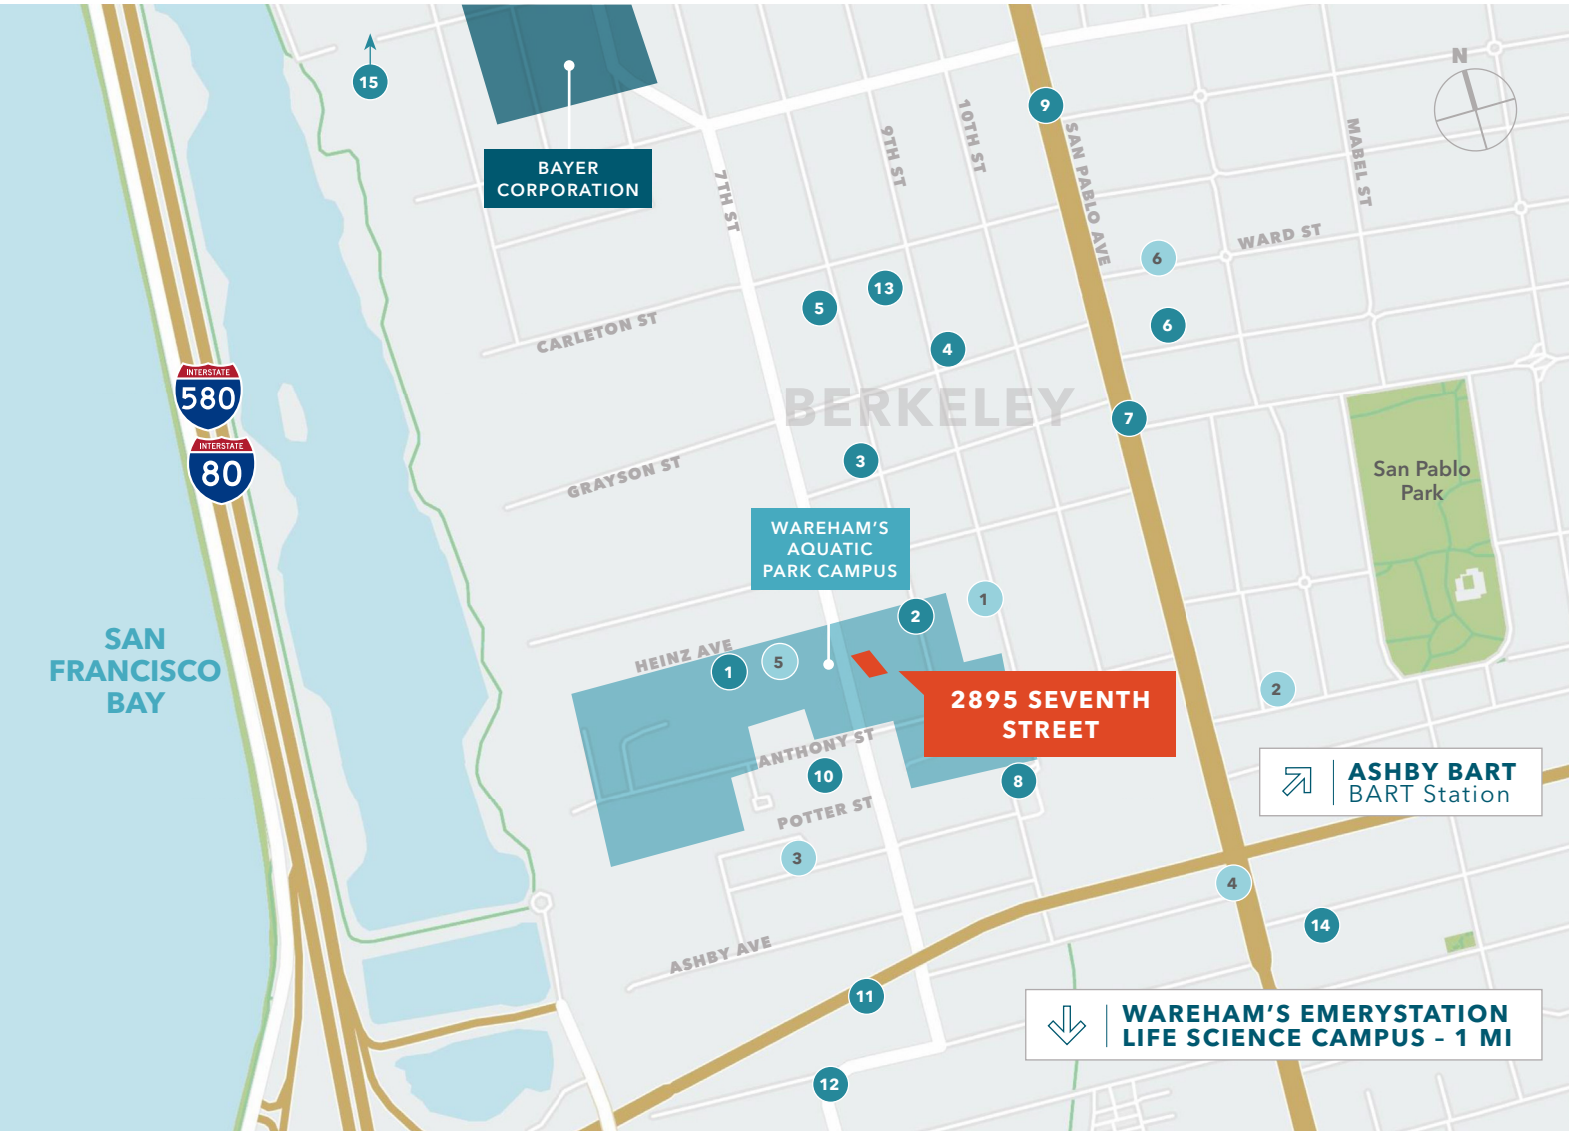 N
15
9
BAYER
CORPORATION
7TH ST
9TH ST
10TH ST
SAN PABLO AVE
MABEL ST
WARD ST
6
13
5
6
CARLETON ST
4
INTERSTATE
580
BERKELEY
7
INTERSTATE
80
GRAYSON ST
3
San Pablo
Park
WAREHAM'S
AQUATIC
PARK CAMPUS
1
2
SAN
FRANCISCO
BAY
HEINZ AVE
1
5
2895 SEVENTH
STREET
2
ANTHONY ST
10
8
ASHBY BART
BART Station
POTTER ST
3
4
14
ASHBY AVE
11
WAREHAM'S EMERYSTATION
LIFE SCIENCE CAMPUS – 1 MI
12